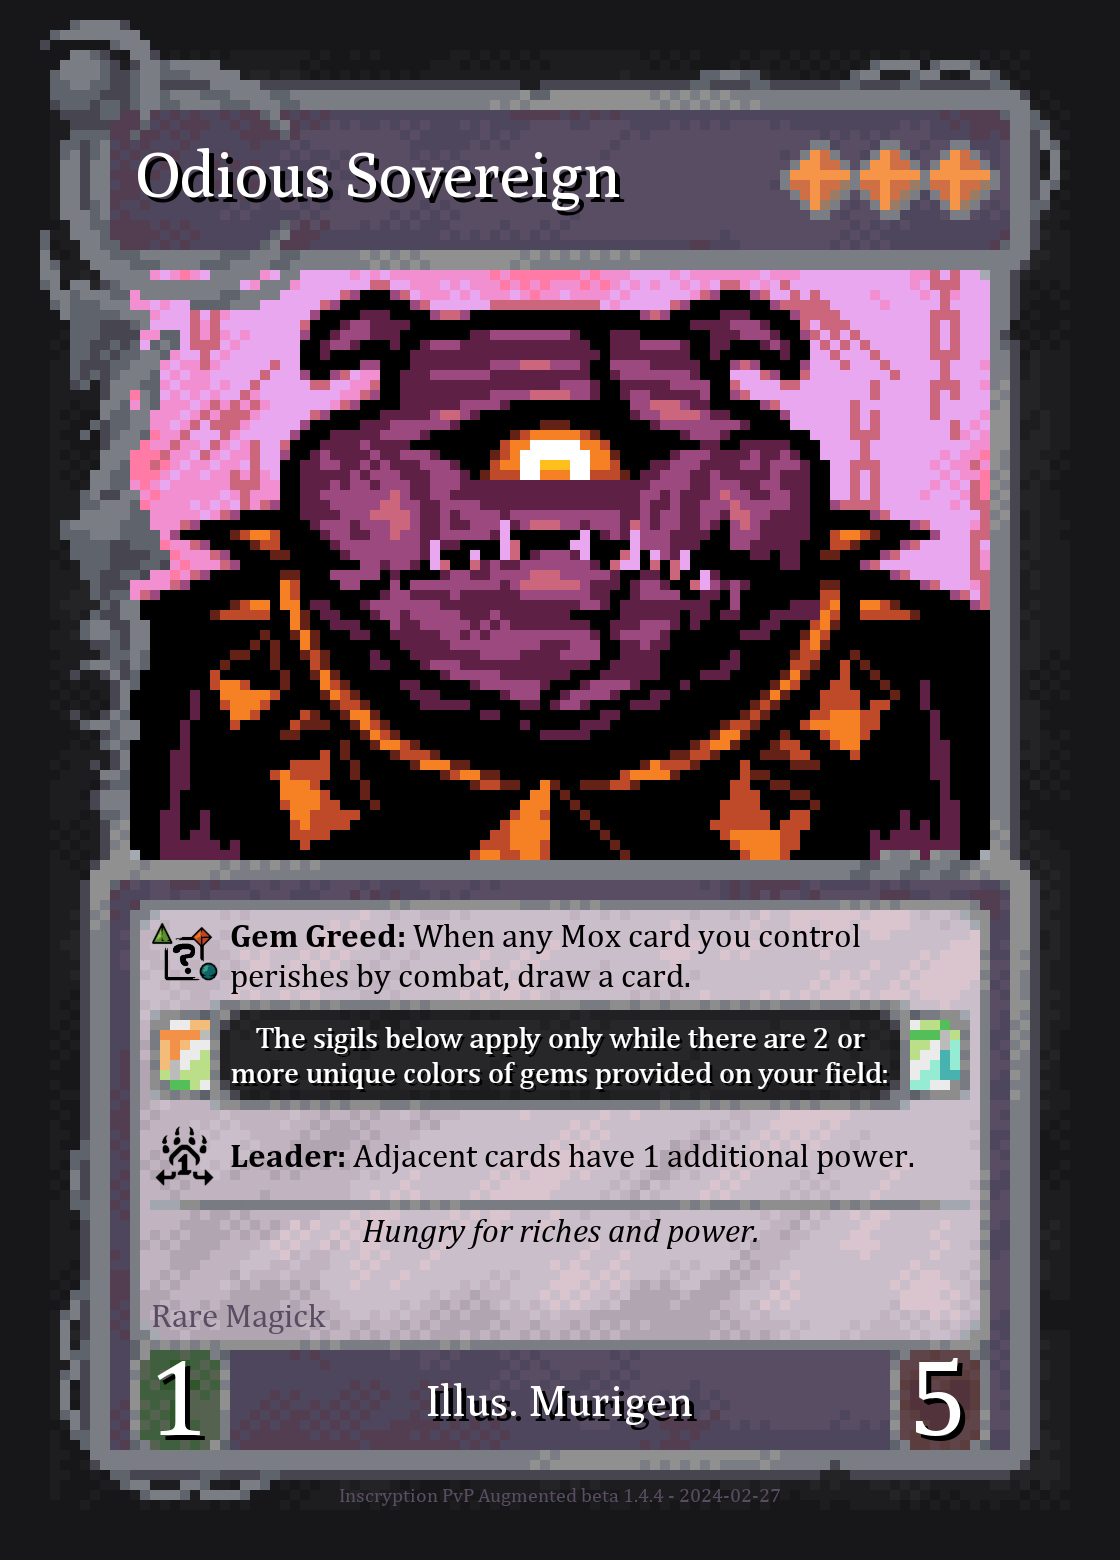 Odious Sovereign
Gem Greed: When any Mox card you control
perishes by combat, draw a card.
The sigils below apply only while there are 2 or
more unique colors of gems provided on your field:
Leader: Adjacent cards have 1 additional power.
Hungry for riches and power.
Rare Magick
1
Illus. Murigen
5
Inscryption PvP Augmented beta 1.4.4 - 2024-02-27